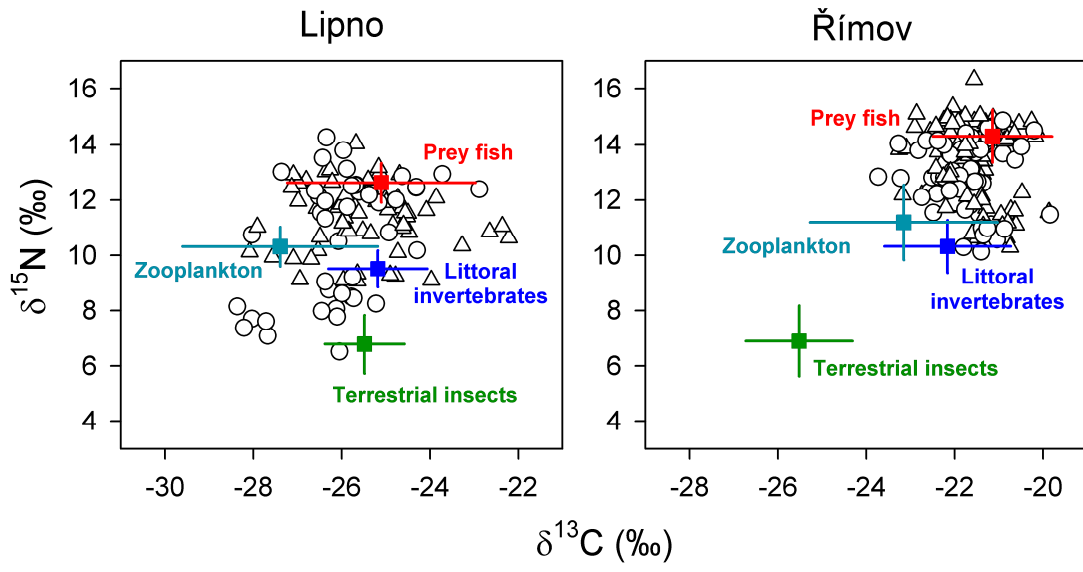 Lipno
Římov
δ¹⁵N (‰)
16
14
12
10
8
6
4
Prey fish
Zooplankton
Littoral
invertebrates
Terrestrial insects
-30
-28
-26
-24
-22
16
14
12
10
8
6
4
Prey fish
Zooplankton
Littoral
invertebrates
Terrestrial insects
-28
-26
-24
-22
-20
δ¹³C (‰)